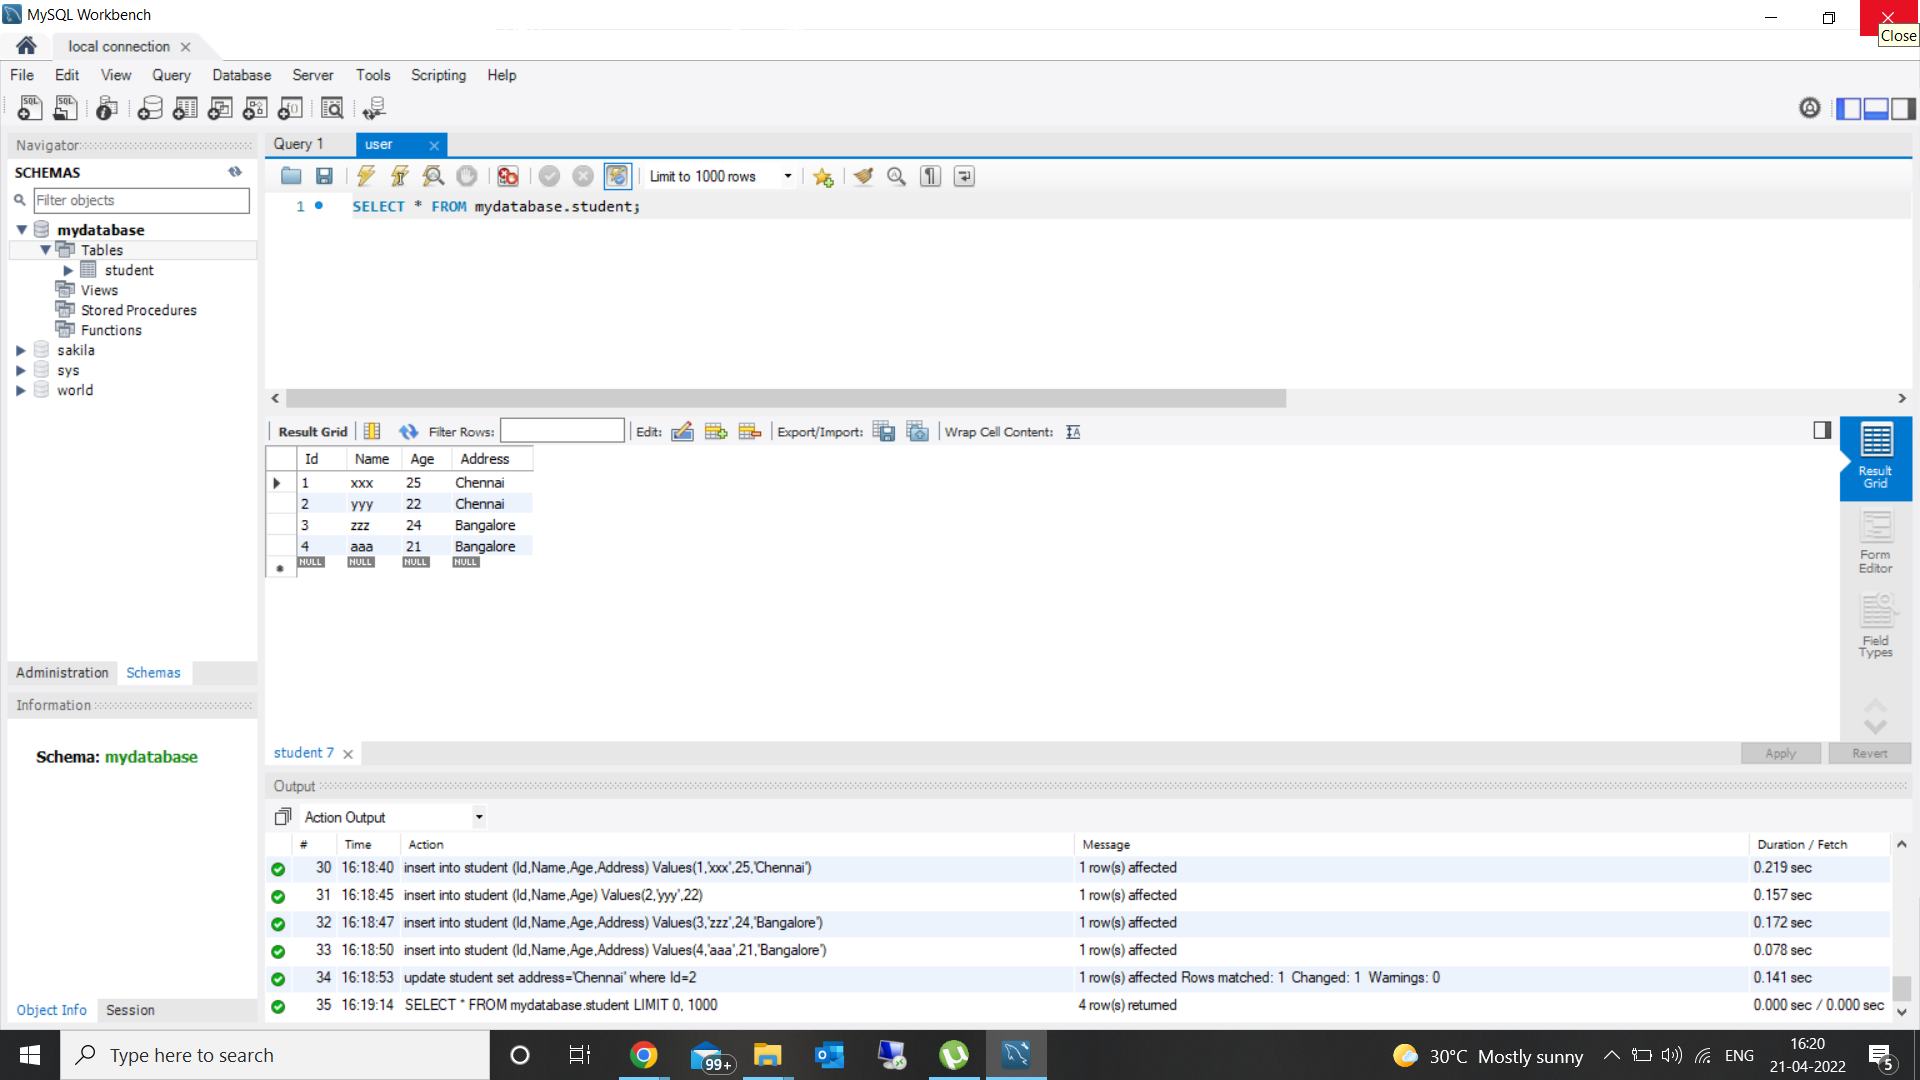 MySQL Workbench
Close
local connection
File Edit View Query Database Server Tools Scripting Help
Navigator
SCHEMAS
Filter objects
mydatabase
Tables
student
Views
Stored Procedures
Functions
sakila
sys
world
Administration Schemas
Information
Schema: mydatabase
Object Info Session
Query 1 user
Limit to 1000 rows
1 SELECT * FROM mydatabase.student;
Result Grid Filter Rows: Edit: Export/Import: Wrap Cell Content:
Id Name Age Address
1 xxx 25 Chennai
2 yyy 22 Chennai
3 zzz 24 Bangalore
4 aaa 21 Bangalore
NULL NULL NULL NULL
Result
Grid
Form
Editor
Field
Types
student 7
Apply Revert
Output
Action Output
# Time Action Message Duration / Fetch
30 16:18:40 insert into student (Id,Name,Age,Address) Values(1,'xxx',25,'Chennai') 1 row(s) affected 0.219 sec
31 16:18:45 insert into student (Id,Name,Age) Values(2,'yyy',22) 1 row(s) affected 0.157 sec
32 16:18:47 insert into student (Id,Name,Age,Address) Values(3,'zzz',24,'Bangalore') 1 row(s) affected 0.172 sec
33 16:18:50 insert into student (Id,Name,Age,Address) Values(4,'aaa',21,'Bangalore') 1 row(s) affected 0.078 sec
34 16:18:53 update student set address='Chennai' where Id=2 1 row(s) affected Rows matched: 1 Changed: 1 Warnings: 0 0.141 sec
35 16:19:14 SELECT * FROM mydatabase.student LIMIT 0, 1000 4 row(s) returned 0.000 sec / 0.000 sec
Type here to search
99+
30°C Mostly sunny
ENG
16:20
21-04-2022
5